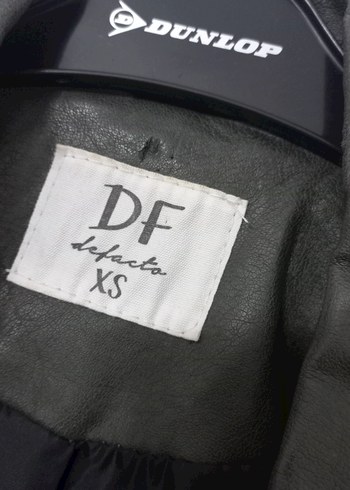 DUNLOP
DF
defacto
XS